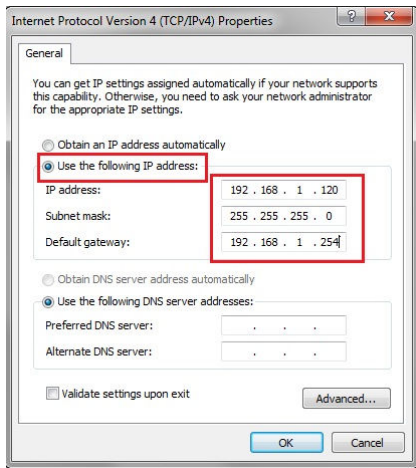 Internet Protocol Version 4 (TCP/IPv4) Properties
General
You can get IP settings assigned automatically if your network supports
this capability. Otherwise, you need to ask your network administrator
for the appropriate IP settings.
Obtain an IP address automatically
Use the following IP address:
IP address: 192 . 168 . 1 . 120
Subnet mask: 255 . 255 . 255 . 0
Default gateway: 192 . 168 . 1 . 254
Obtain DNS server address automatically
Use the following DNS server addresses:
Preferred DNS server: . . .
Alternate DNS server: . . .
Validate settings upon exit
Advanced...
OK Cancel